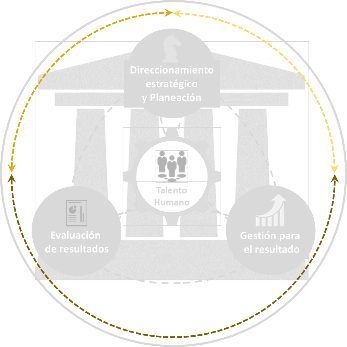 Direccionamiento
estratégico
y Planeación
Talento
Humano
Evaluación
de resultados
Gestión para
el resultado